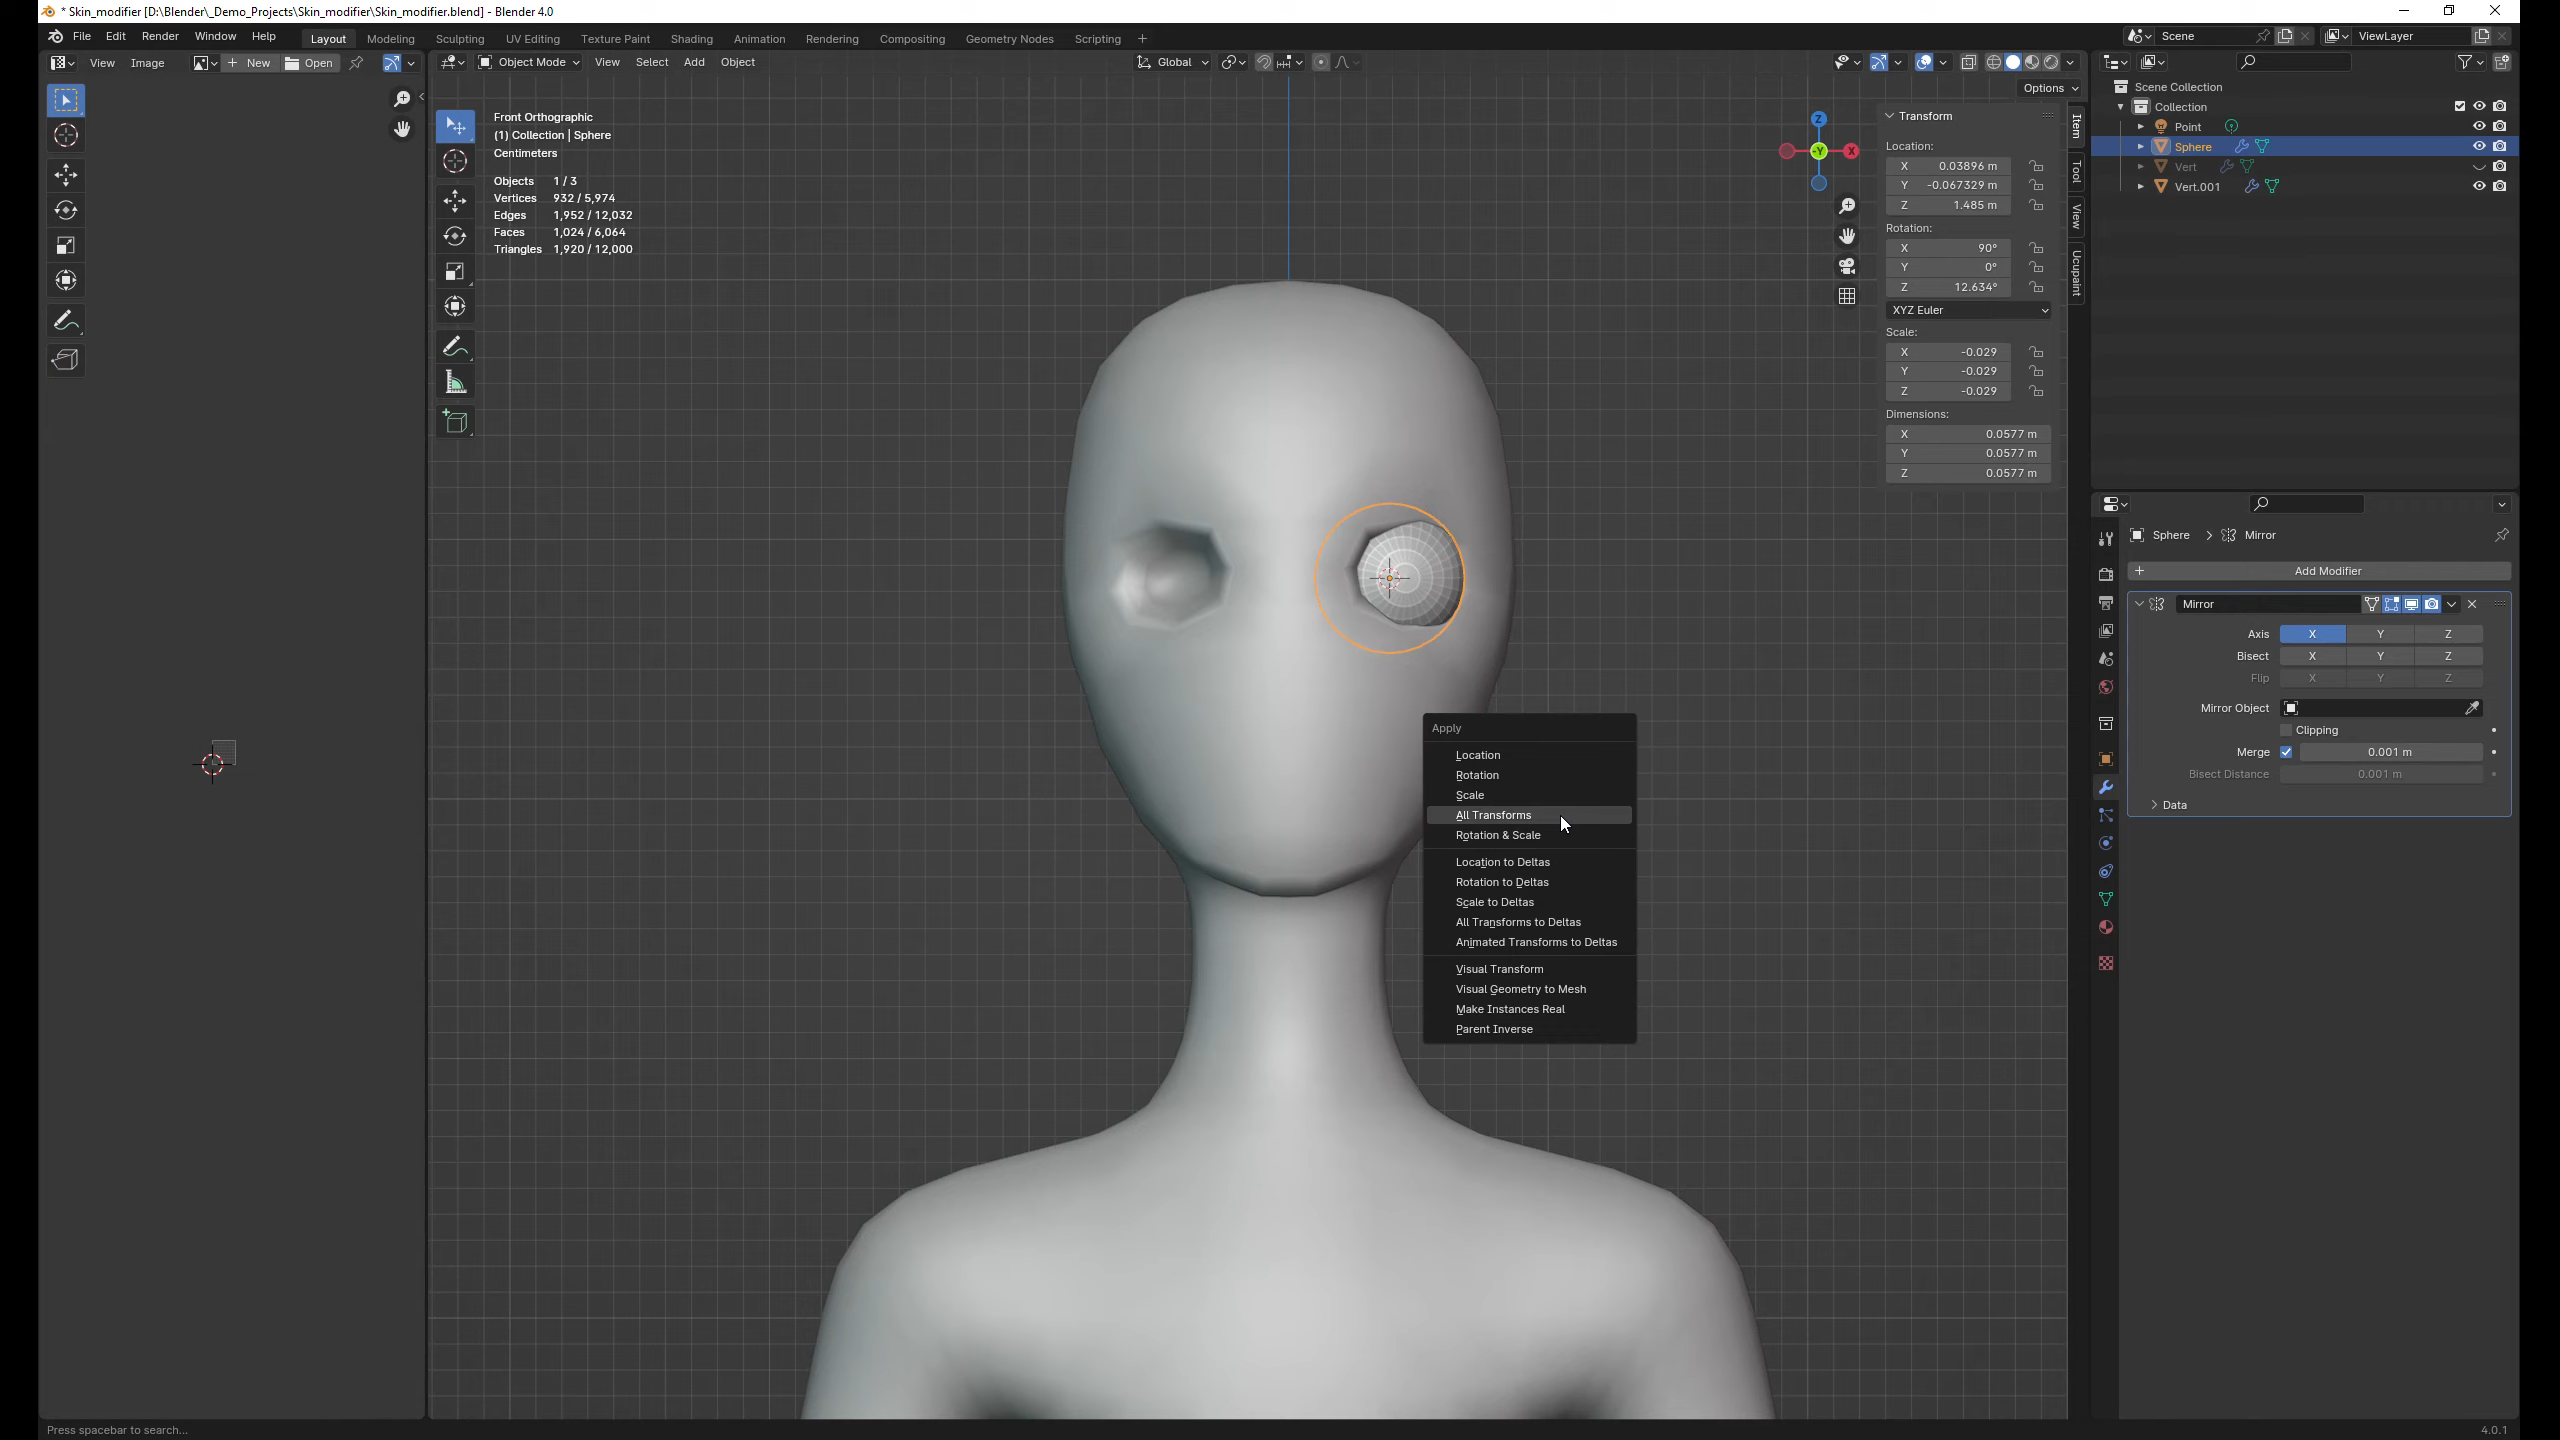 * Skin_modifier [D:\Blender\_Demo_Projects\Skin_modifier\Skin_modifier.blend] - Blender 4.0
File Edit Render Window Help Layout Modeling Sculpting UV Editing Texture Paint Shading Animation Rendering Compositing Geometry Nodes Scripting + Scene ViewLayer
View Image New Open
Object Mode View Select Add Object Global
Options
Front Orthographic
(1) Collection | Sphere
Centimeters
Objects 1 / 3
Vertices 932 / 5,974
Edges 1,952 / 12,032
Faces 1,024 / 6,064
Triangles 1,920 / 12,000
Z
-Y
X
Transform
Location:
X 0.03896 m
Y -0.067329 m
Z 1.485 m
Rotation:
X 90°
Y 0°
Z 12.634°
XYZ Euler
Scale:
X -0.029
Y -0.029
Z -0.029
Dimensions:
X 0.0577 m
Y 0.0577 m
Z 0.0577 m
Item
Tool
View
Ucupaint
Scene Collection
Collection
Point
Sphere
Vert
Vert.001
Apply
Location
Rotation
Scale
All Transforms
Rotation & Scale
Location to Deltas
Rotation to Deltas
Scale to Deltas
All Transforms to Deltas
Animated Transforms to Deltas
Visual Transform
Visual Geometry to Mesh
Make Instances Real
Parent Inverse
Sphere > Mirror
+ Add Modifier
Mirror
Axis X Y Z
Bisect X Y Z
Flip X Y Z
Mirror Object
Clipping
Merge 0.001 m
Bisect Distance 0.001 m
Data
Press spacebar to search...
4.0.1